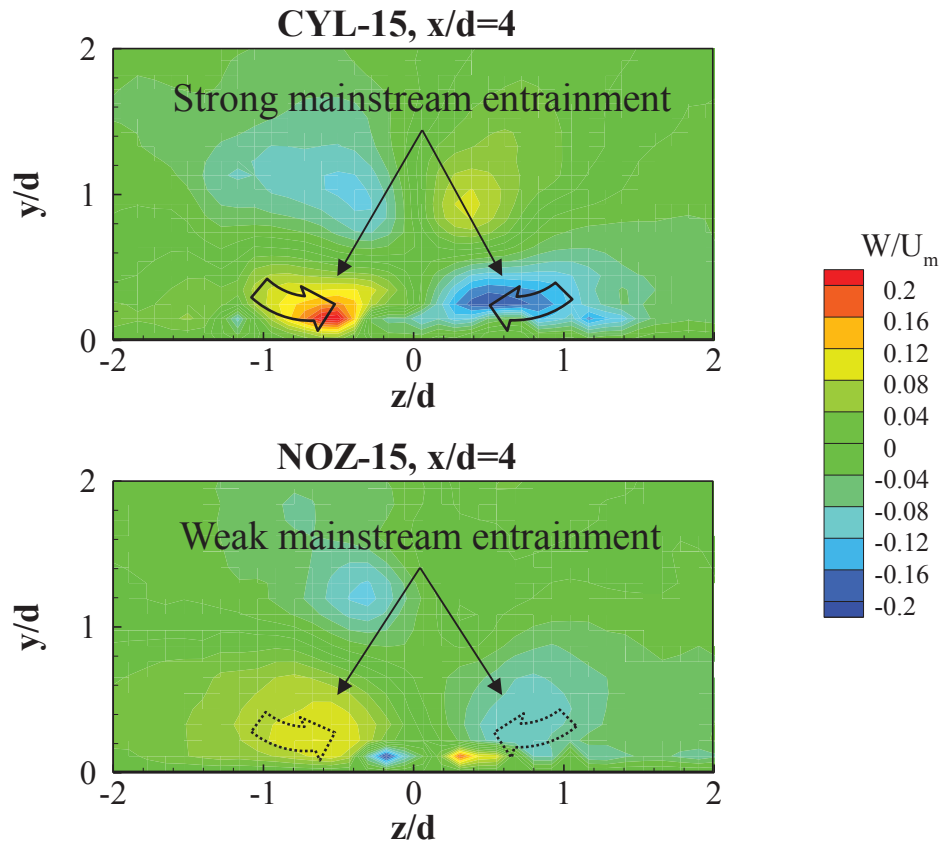 CYL-15, x/d=4
2
Strong mainstream entrainment
y/d
1
0
-2 -1 0 1 2
z/d
W/U_m
0.2
0.16
0.12
0.08
0.04
0
-0.04
-0.08
-0.12
-0.16
-0.2
NOZ-15, x/d=4
2
Weak mainstream entrainment
y/d
1
0
-2 -1 0 1 2
z/d